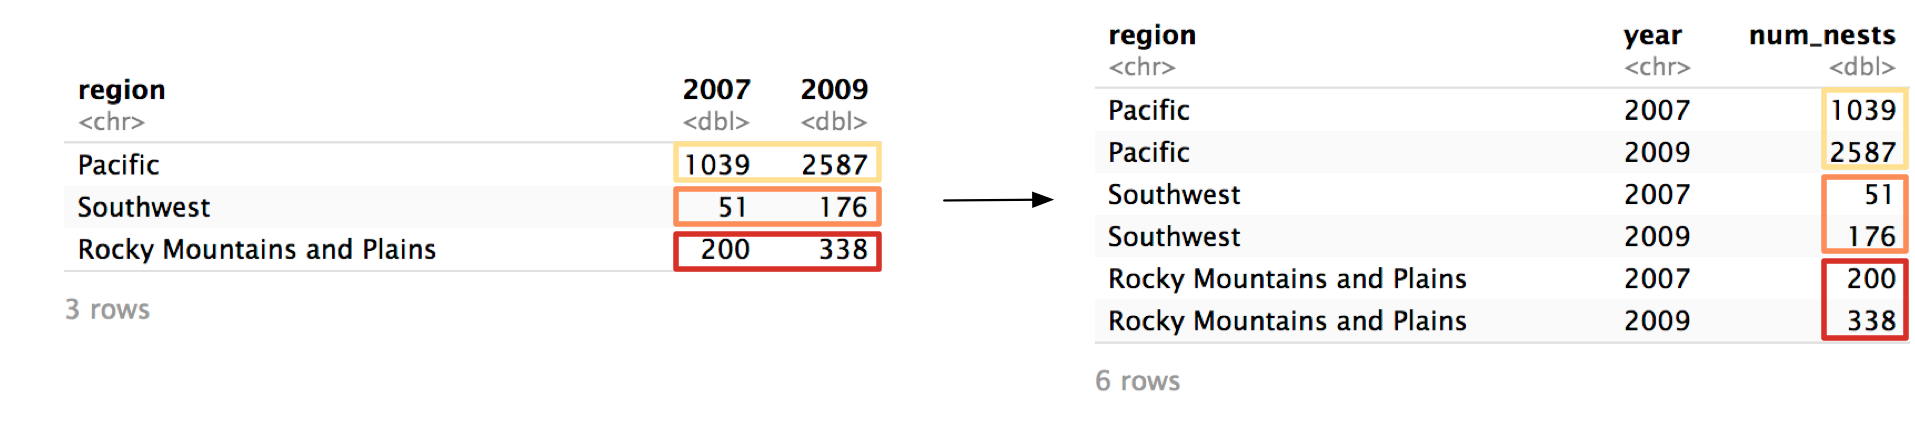 region 2007 2009
<chr> <dbl> <dbl>
Pacific 1039 2587
Southwest 51 176
Rocky Mountains and Plains 200 338
3 rows
region year num_nests
<chr> <chr> <dbl>
Pacific 2007 1039
Pacific 2009 2587
Southwest 2007 51
Southwest 2009 176
Rocky Mountains and Plains 2007 200
Rocky Mountains and Plains 2009 338
6 rows